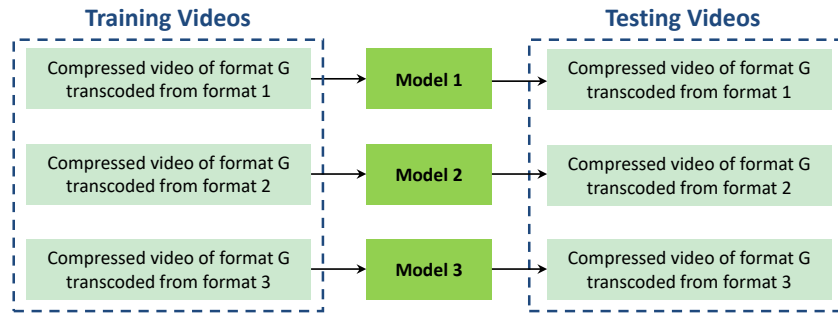 Training Videos
Testing Videos
Compressed video of format G
transcoded from format 1
Model 1
Compressed video of format G
transcoded from format 1
Compressed video of format G
transcoded from format 2
Model 2
Compressed video of format G
transcoded from format 2
Compressed video of format G
transcoded from format 3
Model 3
Compressed video of format G
transcoded from format 3